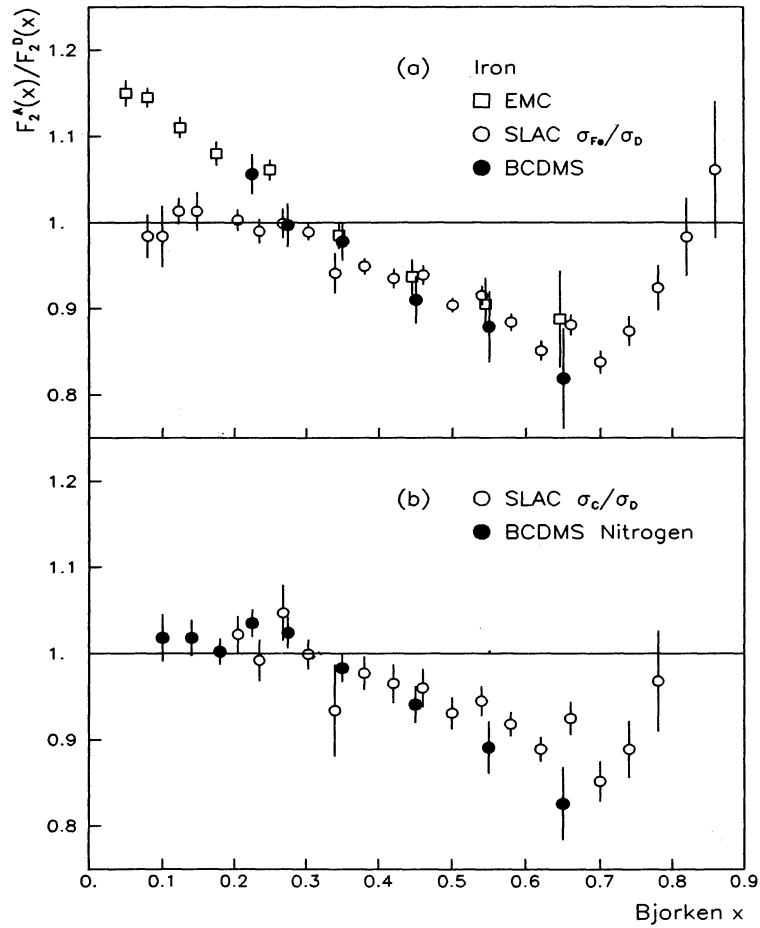 F₂ᴬ(x)/F₂ᴰ(x)
1.2
1.1
1.
0.9
0.8
(a) Iron
EMC
SLAC σFe/σD
BCDMS
1.2
1.1
1.
0.9
0.8
(b) SLAC σC/σD
BCDMS Nitrogen
0. 0.1 0.2 0.3 0.4 0.5 0.6 0.7 0.8 0.9
Bjorken x